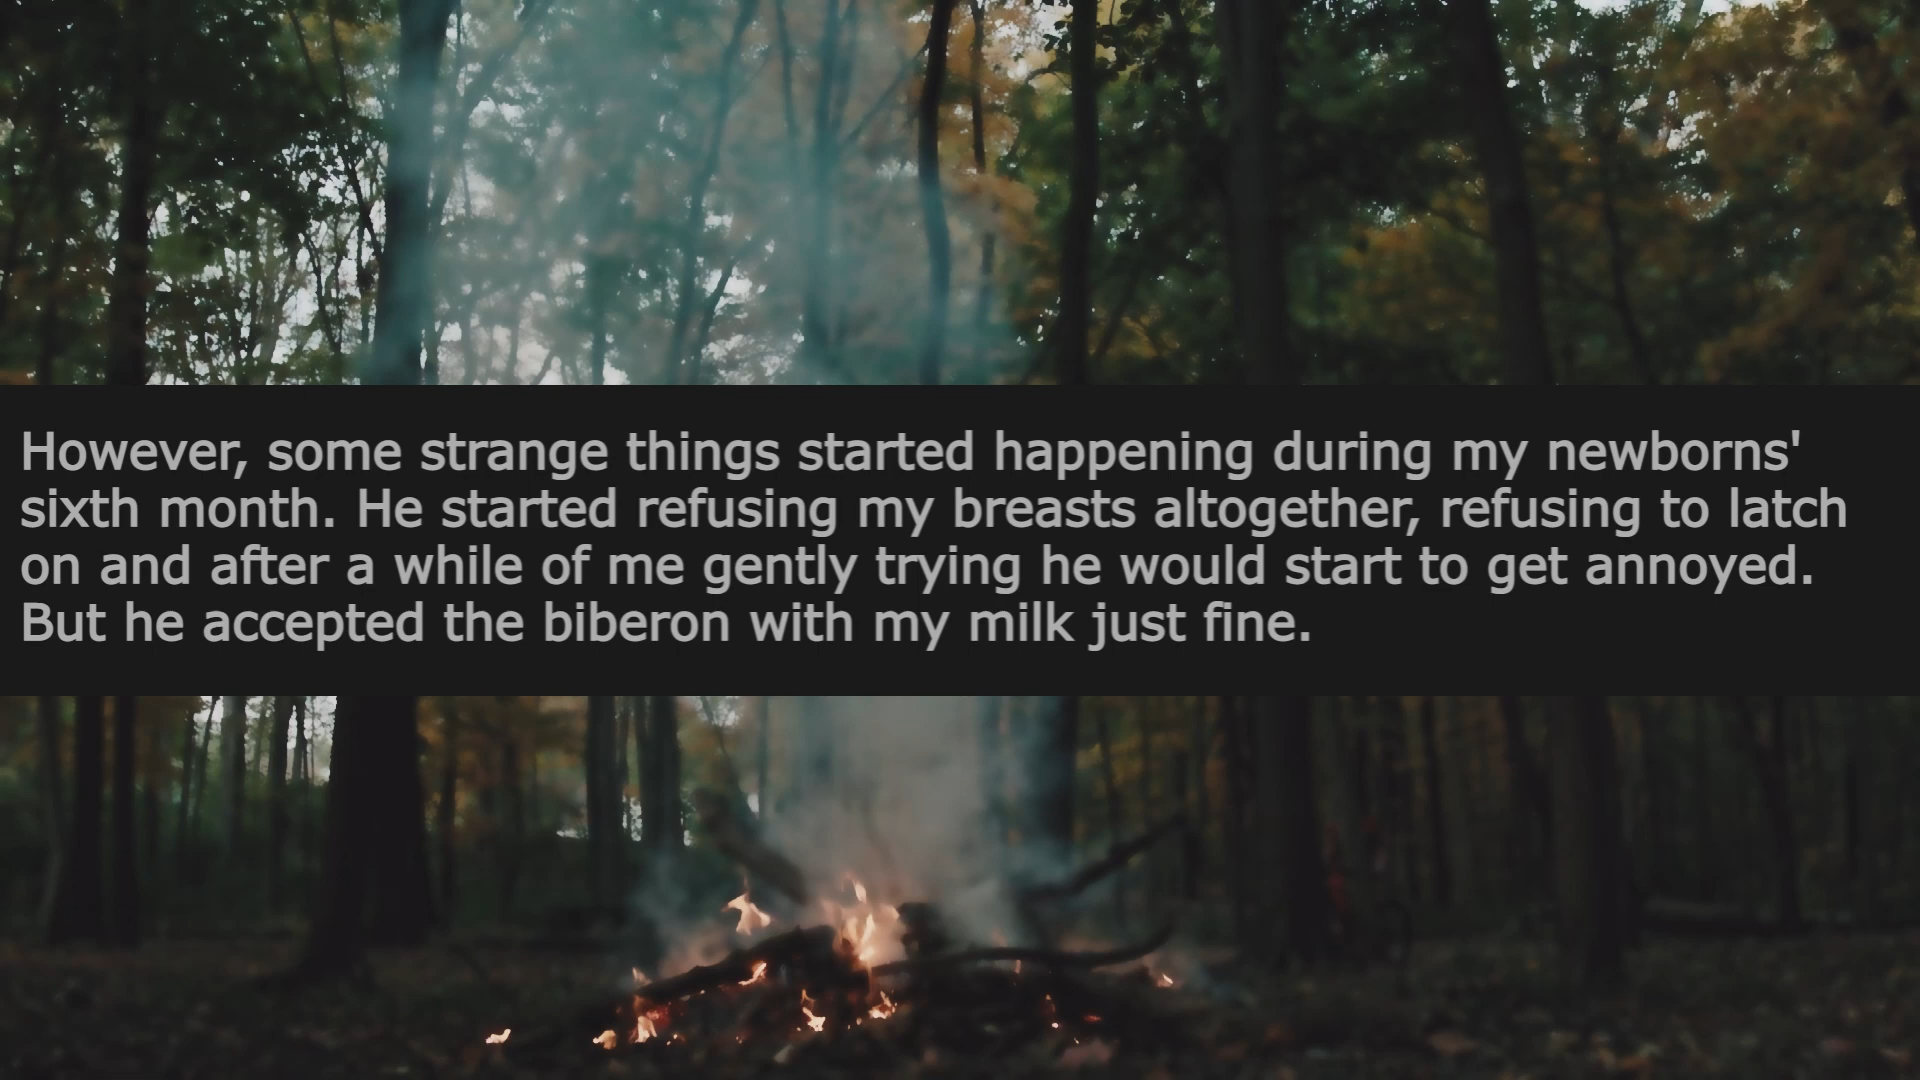 However, some strange things started happening during my newborns'
sixth month. He started refusing my breasts altogether, refusing to latch
on and after a while of me gently trying he would start to get annoyed.
But he accepted the biberon with my milk just fine.